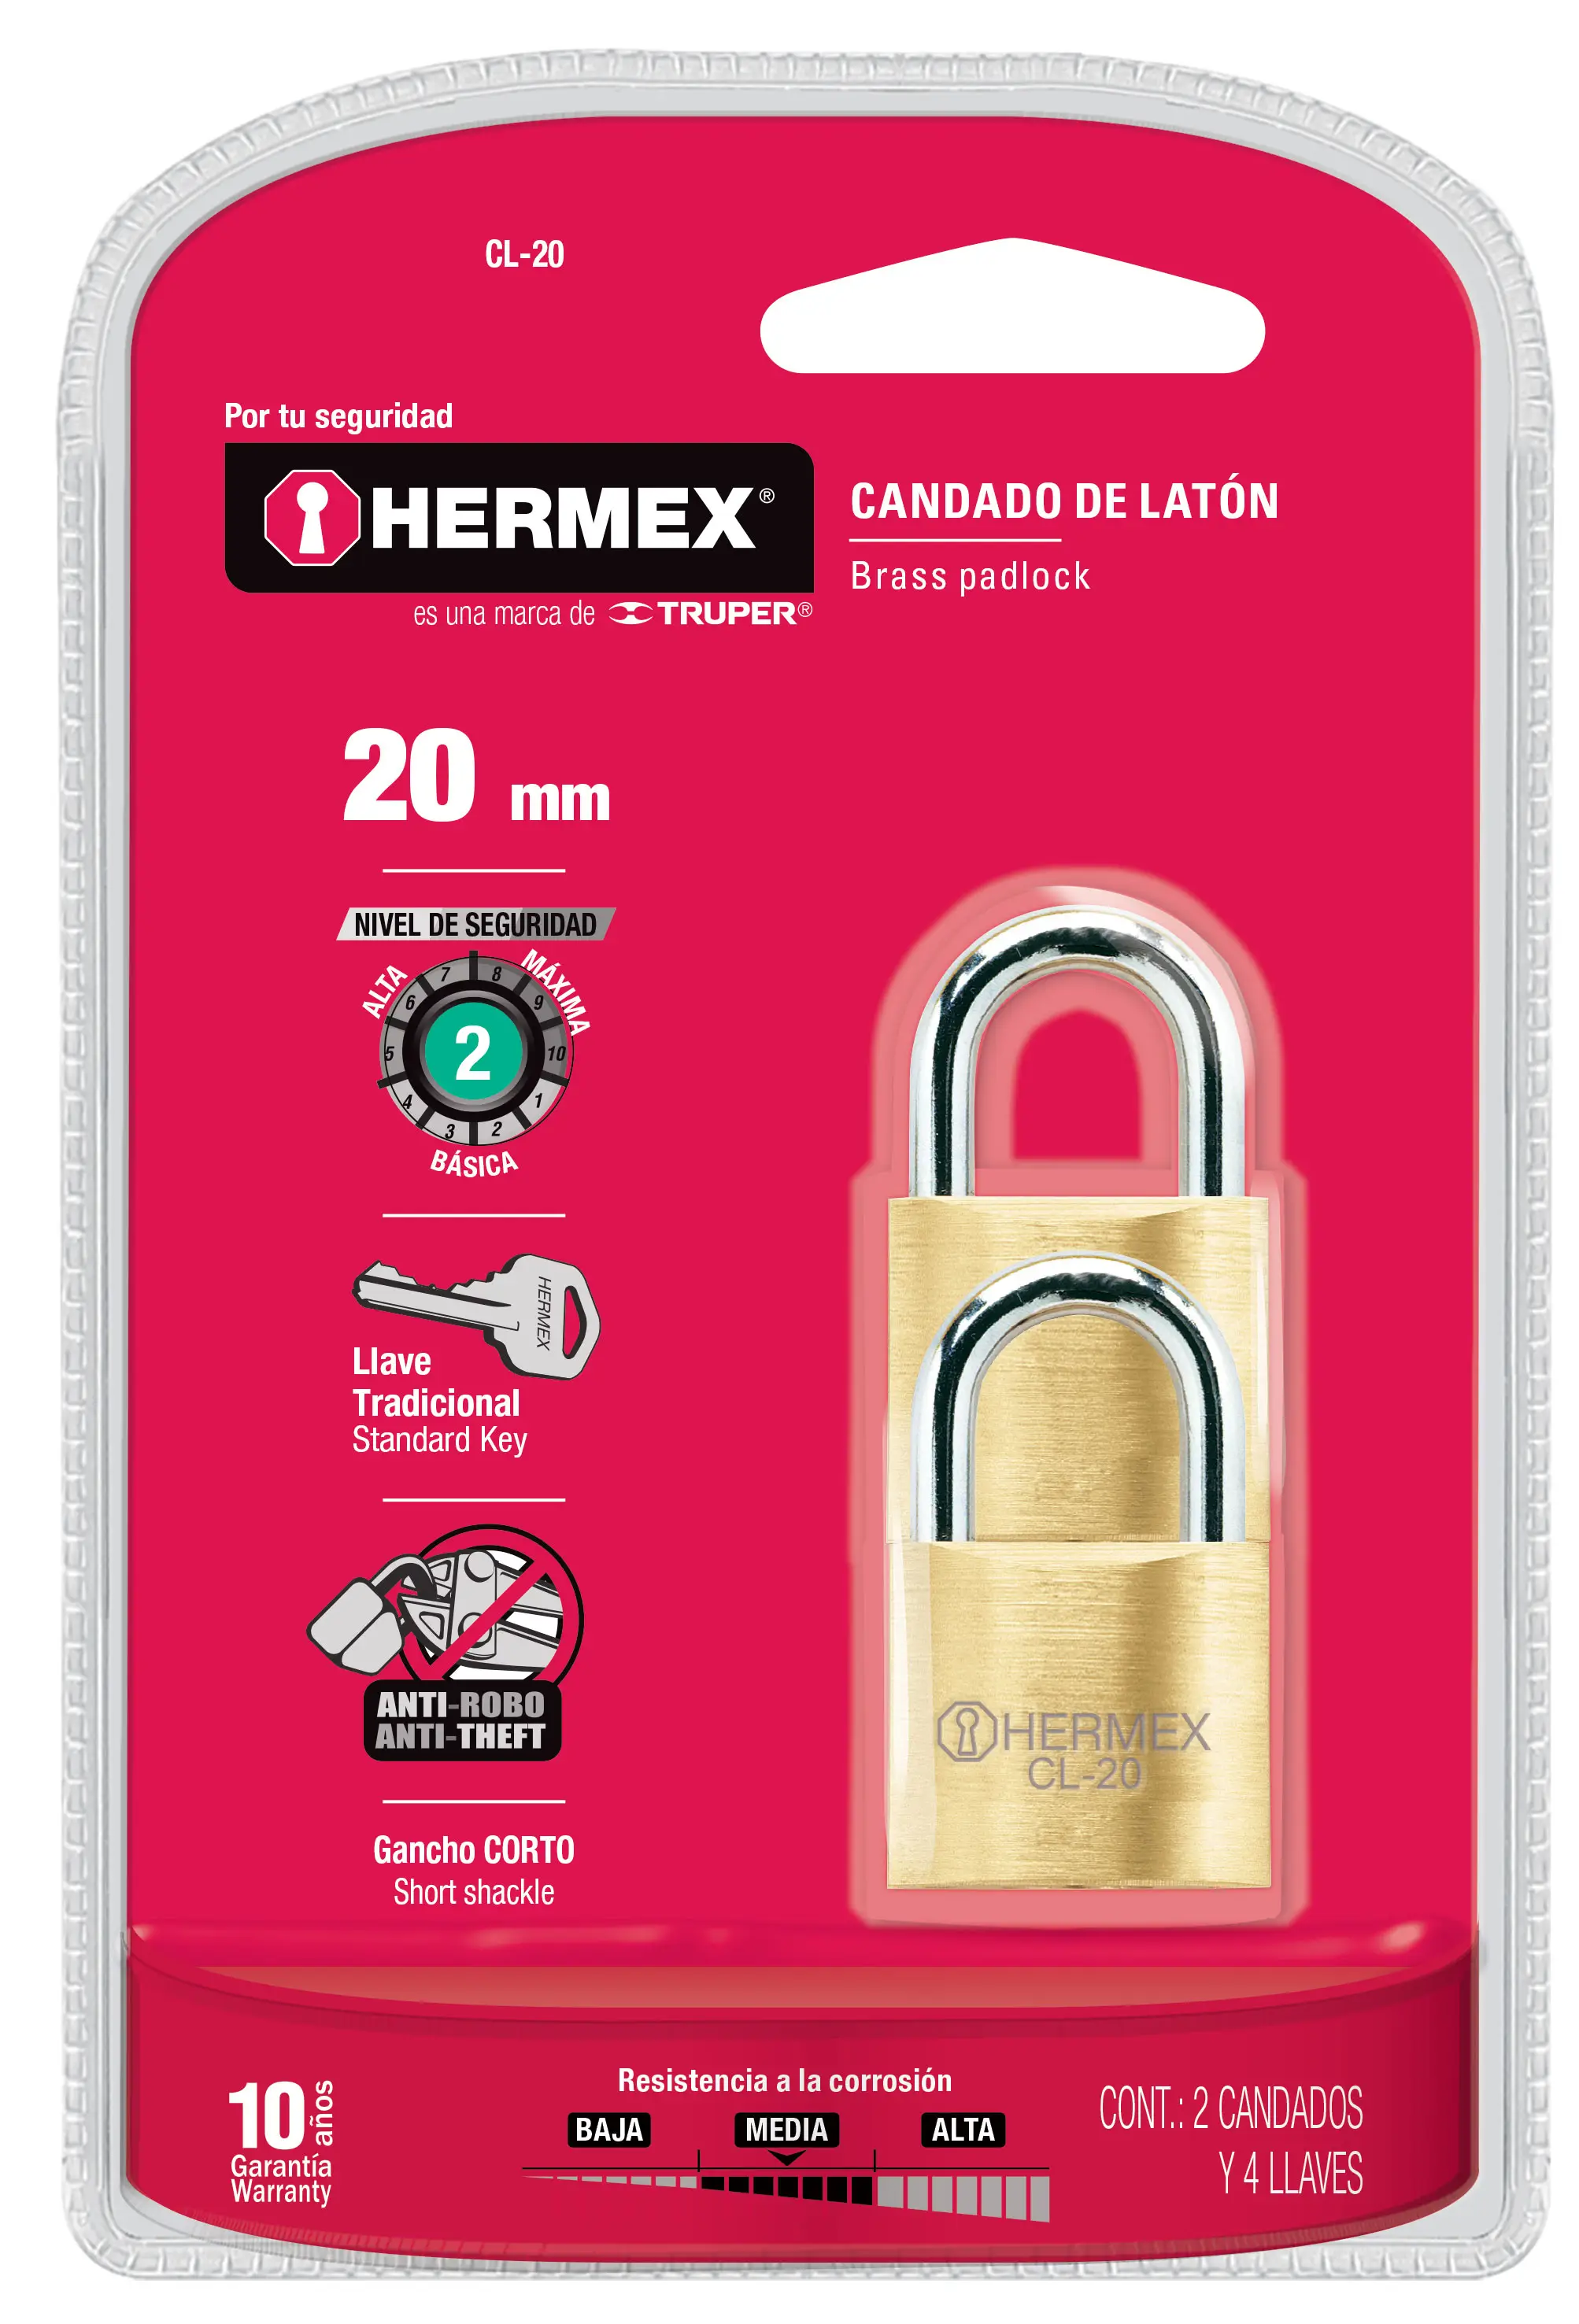 CL-20
Por tu seguridad
HERMEX®
es una marca de TRUPER®
CANDADO DE LATÓN
Brass padlock
20 mm
NIVEL DE SEGURIDAD
ALTA
MÁXIMA
7 8
6 9
2
5 10
4 1
3 2
BÁSICA
HERMEX
Llave
Tradicional
Standard Key
ANTI-ROBO
ANTI-THEFT
Gancho CORTO
Short shackle
HERMEX
CL-20
10 años
Garantía
Warranty
Resistencia a la corrosión
BAJA MEDIA ALTA
CONT.: 2 CANDADOS
Y 4 LLAVES